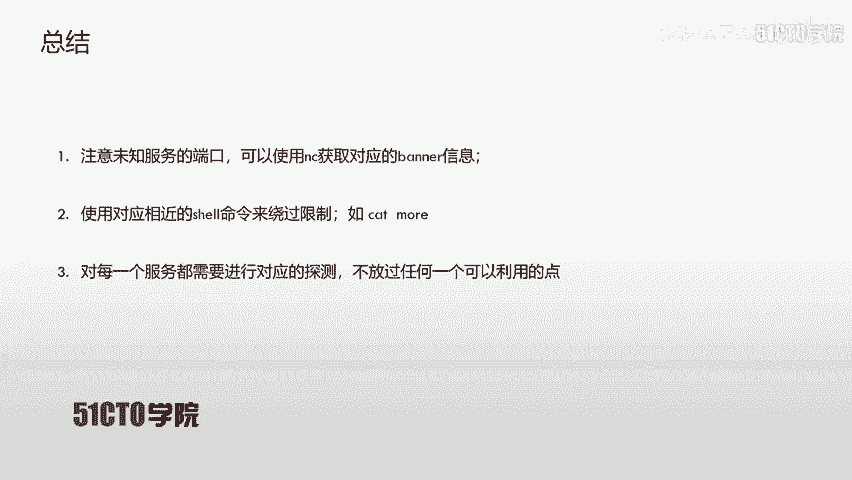 总结
51CTO学院
1. 注意未知服务的端口，可以使用nc获取对应的banner信息；
2. 使用对应相近的shell命令来绕过限制；如 cat more
3. 对每一个服务都需要进行对应的探测，不放过任何一个可以利用的点
51CTO学院